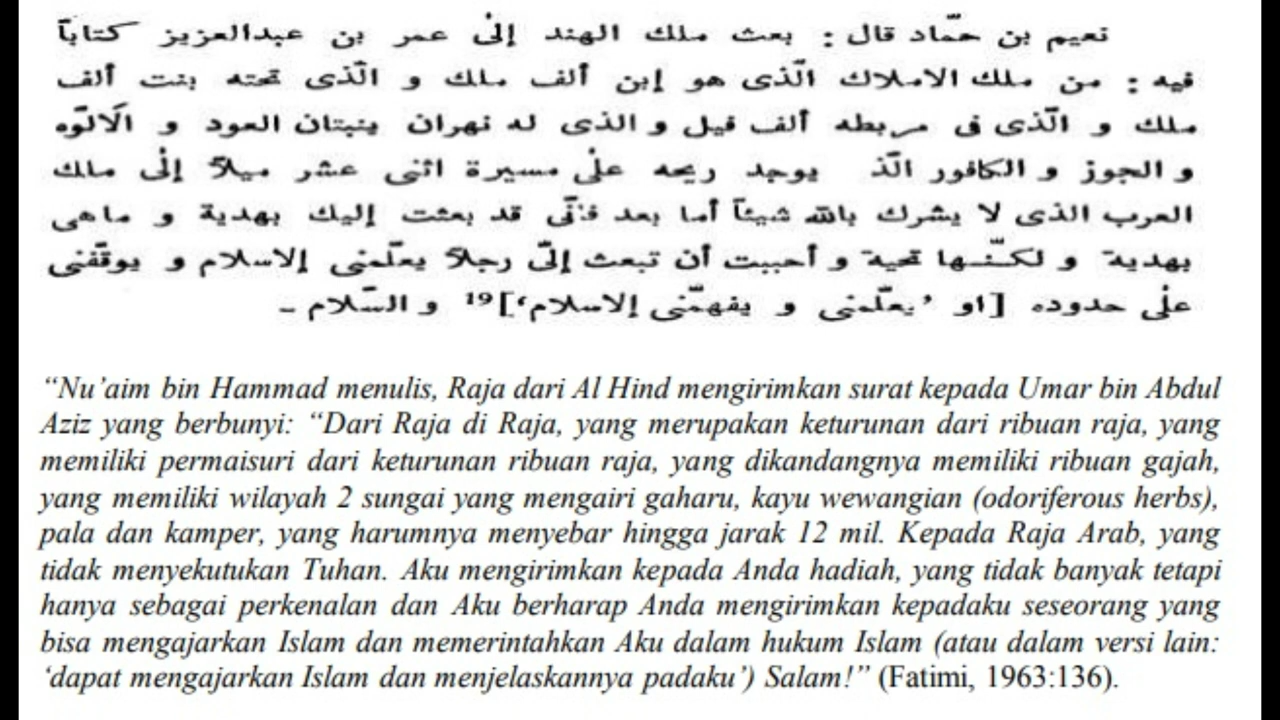 نعيم بن حمّاد قال : بعث ملك الهند إلىٰ عمر بن عبدالعزيز كتاباً
فيه : من ملك الاملاك الّذى هو إبن ألف ملك و الّذى تحته بنت ألف
ملك و الّذى فى مربطه ألف فيل و الذى له نهران ينبتان العود و الَالوّه
و الجوز و الكافور الّذ يوجد ريحه علىٰ مسيرة اثنى عشر ميلاً إلىٰ ملك
العرب الذى لا يشرك بالله شيئاً أما بعد فإنّى قد بعثت إليك بهدية و ماهى
بهدية و لكنّها تحية و أحببت أن تبعث إلىّ رجلاً يعلّمنى إلاسلام و يوقّفنى
علىٰ حدوده [او ’يعلّمنى و يفهمّنى إلاسلام‘]¹⁹ و السّلام ـ
“Nu’aim bin Hammad menulis, Raja dari Al Hind mengirimkan surat kepada Umar bin Abdul
Aziz yang berbunyi: “Dari Raja di Raja, yang merupakan keturunan dari ribuan raja, yang
memiliki permaisuri dari keturunan ribuan raja, yang dikandangnya memiliki ribuan gajah,
yang memiliki wilayah 2 sungai yang mengairi gaharu, kayu wewangian (odoriferous herbs),
pala dan kamper, yang harumnya menyebar hingga jarak 12 mil. Kepada Raja Arab, yang
tidak menyekutukan Tuhan. Aku mengirimkan kepada Anda hadiah, yang tidak banyak tetapi
hanya sebagai perkenalan dan Aku berharap Anda mengirimkan kepadaku seseorang yang
bisa mengajarkan Islam dan memerintahkan Aku dalam hukum Islam (atau dalam versi lain:
‘dapat mengajarkan Islam dan menjelaskannya padaku’) Salam!” (Fatimi, 1963:136).